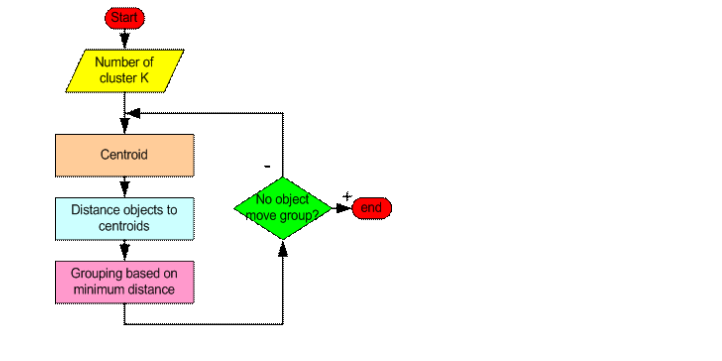 Start
Number of
cluster K
Centroid
Distance objects to
centroids
Grouping based on
minimum distance
-
No object
move group?
+
end